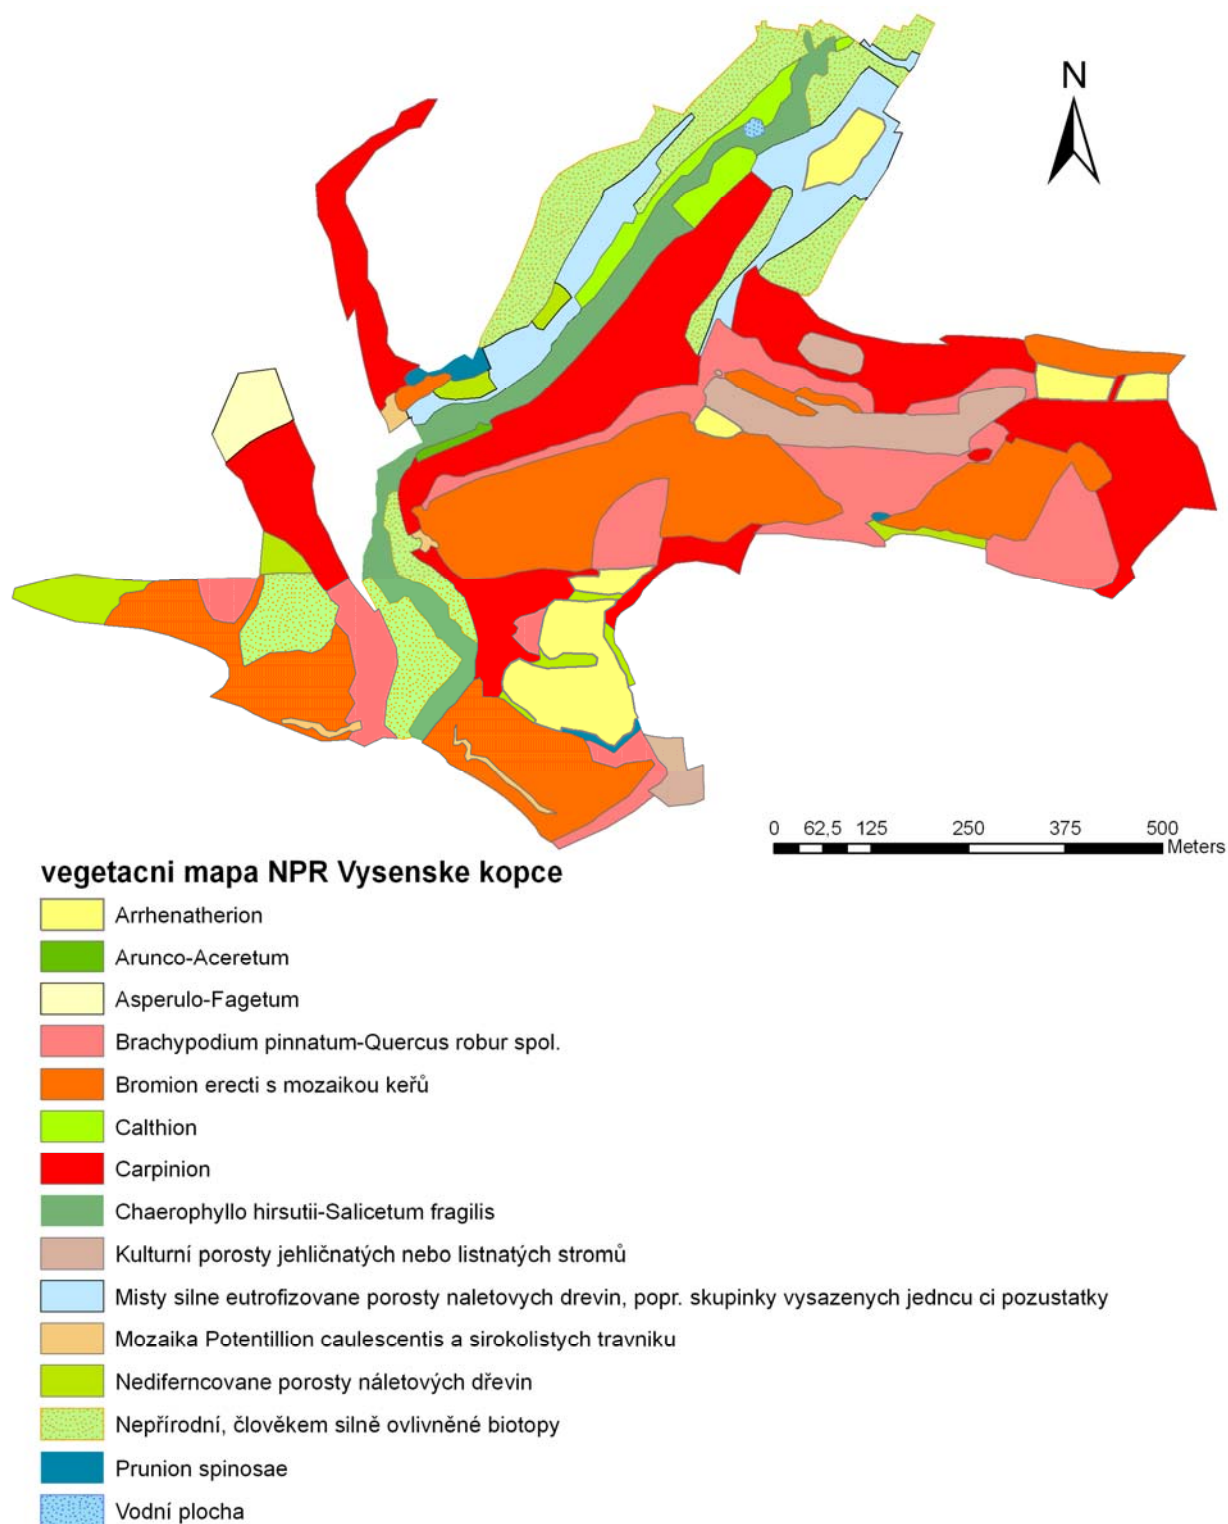 N
0 62,5 125 250 375 500
Meters
vegetacni mapa NPR Vysenske kopce
Arrhenatherion
Arunco-Aceretum
Asperulo-Fagetum
Brachypodium pinnatum-Quercus robur spol.
Bromion erecti s mozaikou keřů
Calthion
Carpinion
Chaerophyllo hirsutii-Salicetum fragilis
Kulturní porosty jehličnatých nebo listnatých stromů
Misty silne eutrofizovane porosty naletovych drevin, popr. skupinky vysazenych jedncu ci pozustatky
Mozaika Potentillion caulescentis a sirokolistych travniku
Nediferncovane porosty náletových dřevin
Nepřírodní, člověkem silně ovlivněné biotopy
Prunion spinosae
Vodní plocha